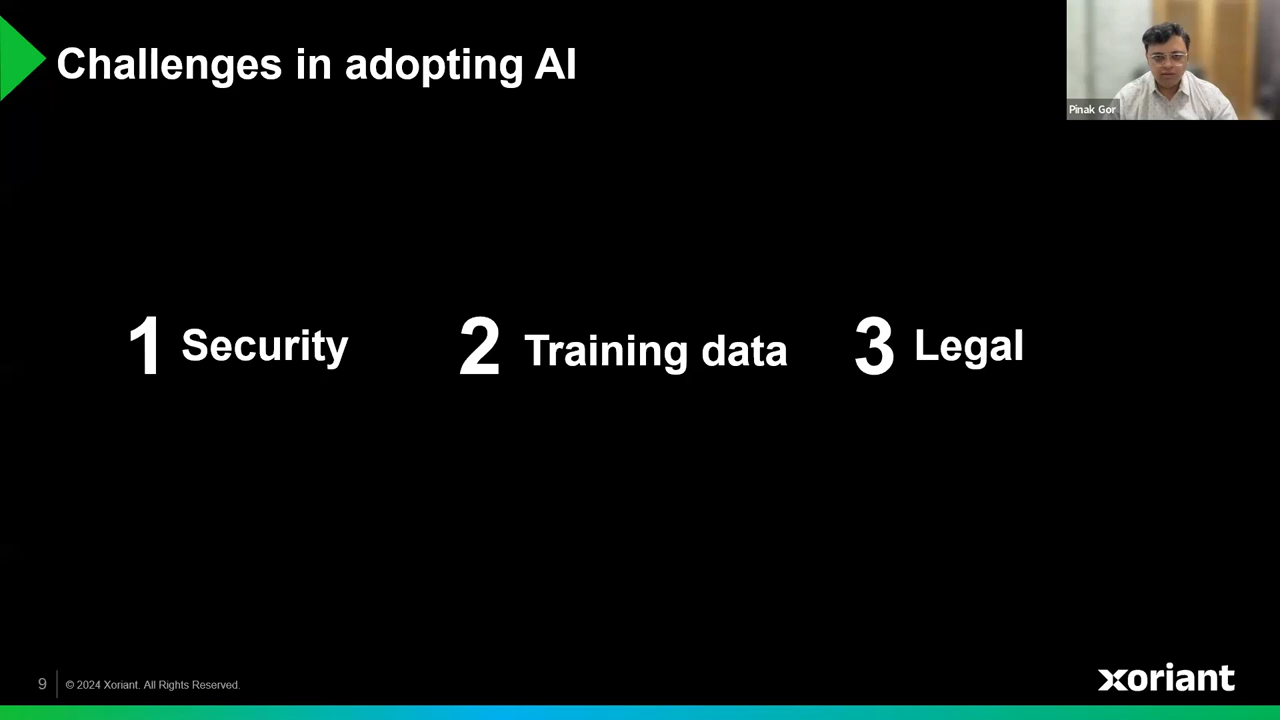 Challenges in adopting AI
Pinak Gor
1 Security
2 Training data
3 Legal
9
© 2024 Xoriant. All Rights Reserved.
xoriant